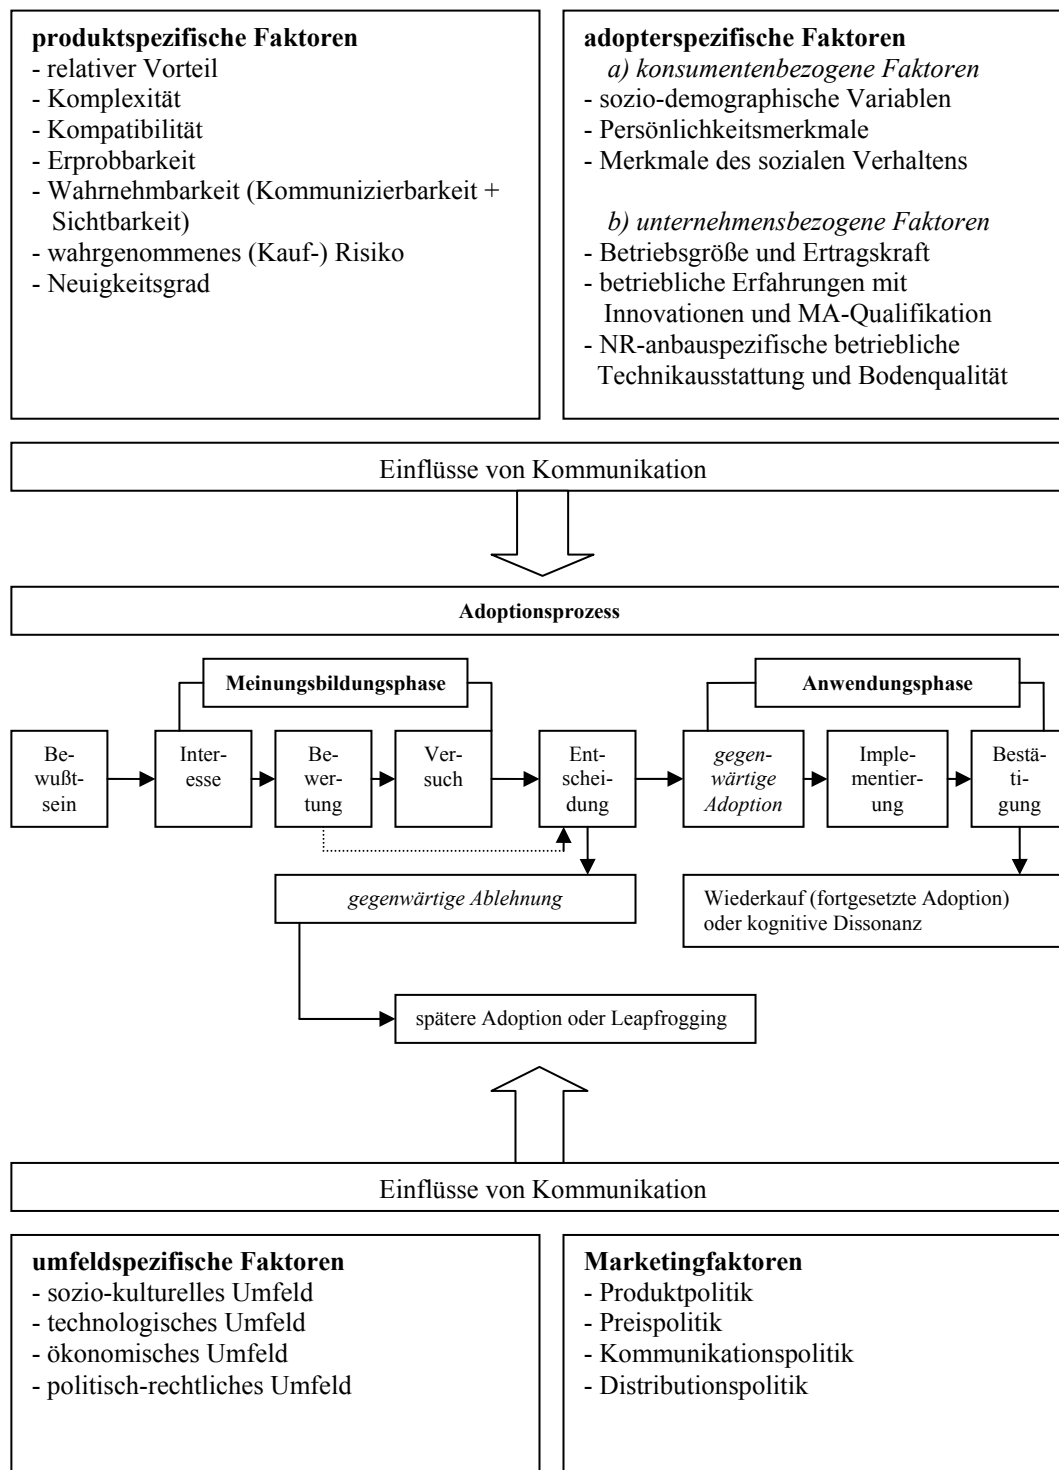 produktspezifische Faktoren
- relativer Vorteil
- Komplexität
- Kompatibilität
- Erprobbarkeit
- Wahrnehmbarkeit (Kommunizierbarkeit +
Sichtbarkeit)
- wahrgenommenes (Kauf-) Risiko
- Neuigkeitsgrad
adopterspezifische Faktoren
a) konsumentenbezogene Faktoren
- sozio-demographische Variablen
- Persönlichkeitsmerkmale
- Merkmale des sozialen Verhaltens
b) unternehmensbezogene Faktoren
- Betriebsgröße und Ertragskraft
- betriebliche Erfahrungen mit
Innovationen und MA-Qualifikation
- NR-anbauspezifische betriebliche
Technikausstattung und Bodenqualität
Einflüsse von Kommunikation
Adoptionsprozess
Meinungsbildungsphase
Anwendungsphase
Be-
wußt-
sein
Inter-
esse
Be-
wer-
tung
Ver-
such
Ent-
schei-
dung
gegen-
wärtige
Adoption
Imple-
mentier-
ung
Bestä-
ti-
gung
gegenwärtige Ablehnung
Wiederkauf (fortgesetzte Adoption)
oder kognitive Dissonanz
spätere Adoption oder Leapfrogging
Einflüsse von Kommunikation
umfeldspezifische Faktoren
- sozio-kulturelles Umfeld
- technologisches Umfeld
- ökonomisches Umfeld
- politisch-rechtliches Umfeld
Marketingfaktoren
- Produktpolitik
- Preispolitik
- Kommunikationspolitik
- Distributionspolitik